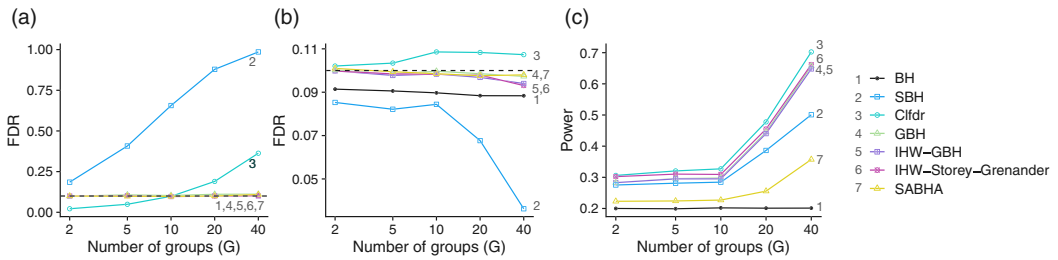 (a)
FDR
1.00
0.75
0.50
0.25
0.00
2
3
1,4,5,6,7
2 5 10 20 40
Number of groups (G)
(b)
FDR
0.11
0.09
0.07
0.05
3
4,7
5,6
1
2
2 5 10 20 40
Number of groups (G)
(c)
Power
0.7
0.6
0.5
0.4
0.3
0.2
3
6
4,5
2
7
1
2 5 10 20 40
Number of groups (G)
1 BH
2 SBH
3 Clfdr
4 GBH
5 IHW−GBH
6 IHW−Storey−Grenander
7 SABHA